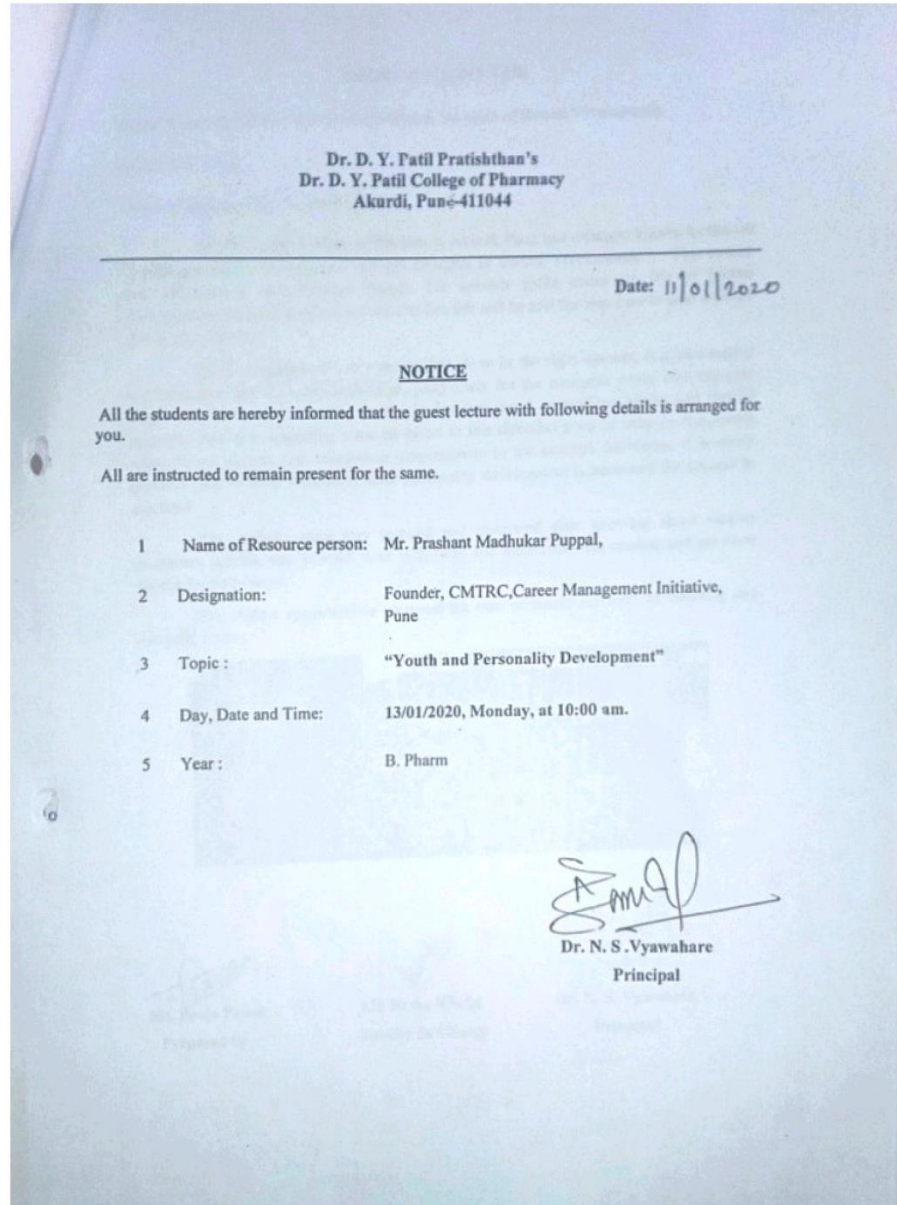 Dr. D. Y. Patil Pratishthan's
Dr. D. Y. Patil College of Pharmacy
Akurdi, Pune-411044
Date: 11/01/2020
NOTICE
All the students are hereby informed that the guest lecture with following details is arranged for
you.
All are instructed to remain present for the same.
1 Name of Resource person: Mr. Prashant Madhukar Puppal,
2 Designation: Founder, CMTRC,Career Management Initiative,
Pune
3 Topic : “Youth and Personality Development”
4 Day, Date and Time: 13/01/2020, Monday, at 10:00 am.
5 Year : B. Pharm
Dr. N. S .Vyawahare
Principal